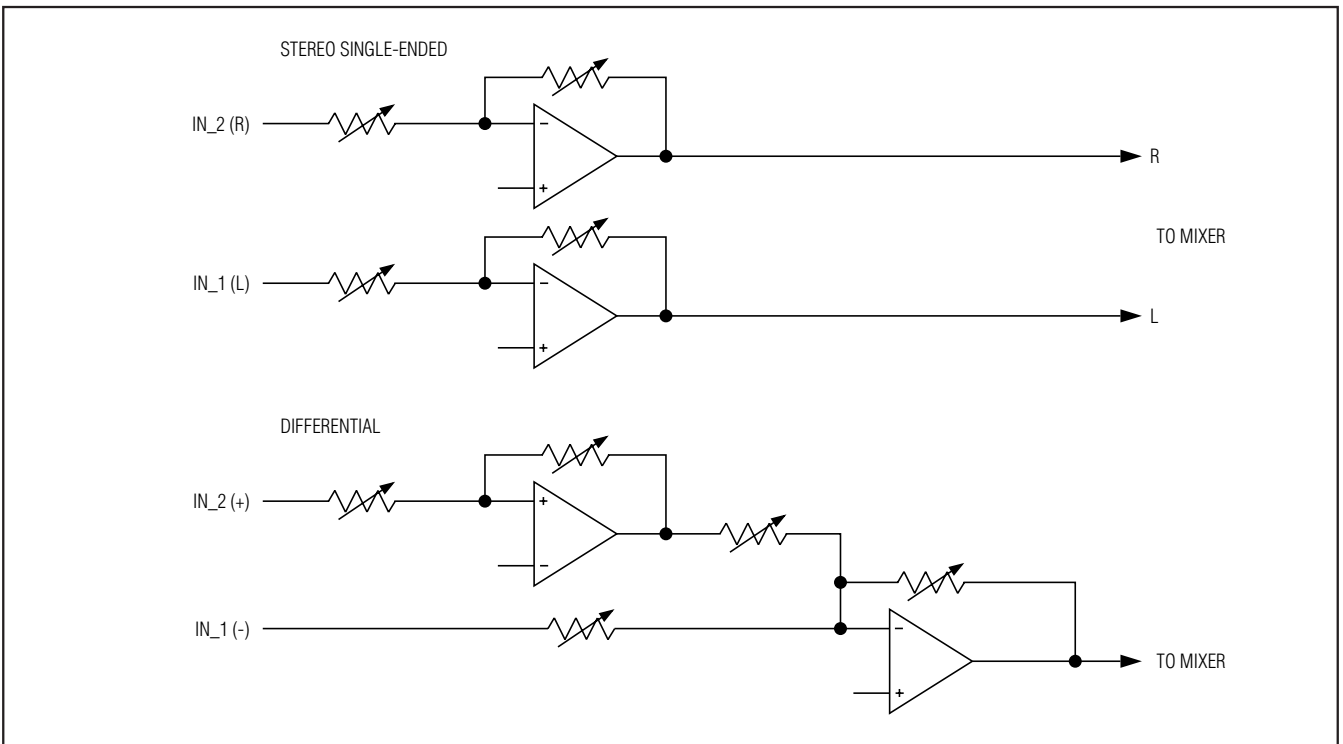 STEREO SINGLE-ENDED
IN_2 (R)
−
+
R
TO MIXER
IN_1 (L)
−
+
L
DIFFERENTIAL
IN_2 (+)
+
−
IN_1 (-)
−
+
TO MIXER